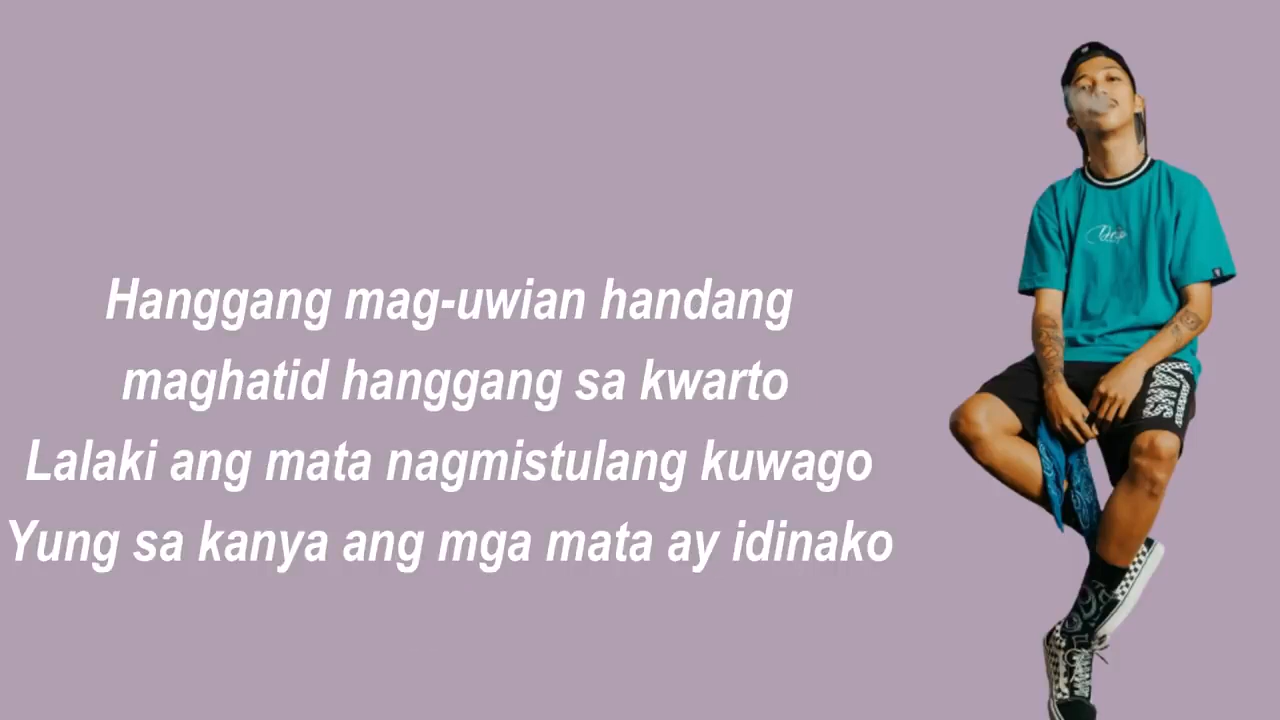 Hanggang mag-uwian handang
maghatid hanggang sa kwarto
Lalaki ang mata nagmistulang kuwago
Yung sa kanya ang mga mata ay idinako
VANS